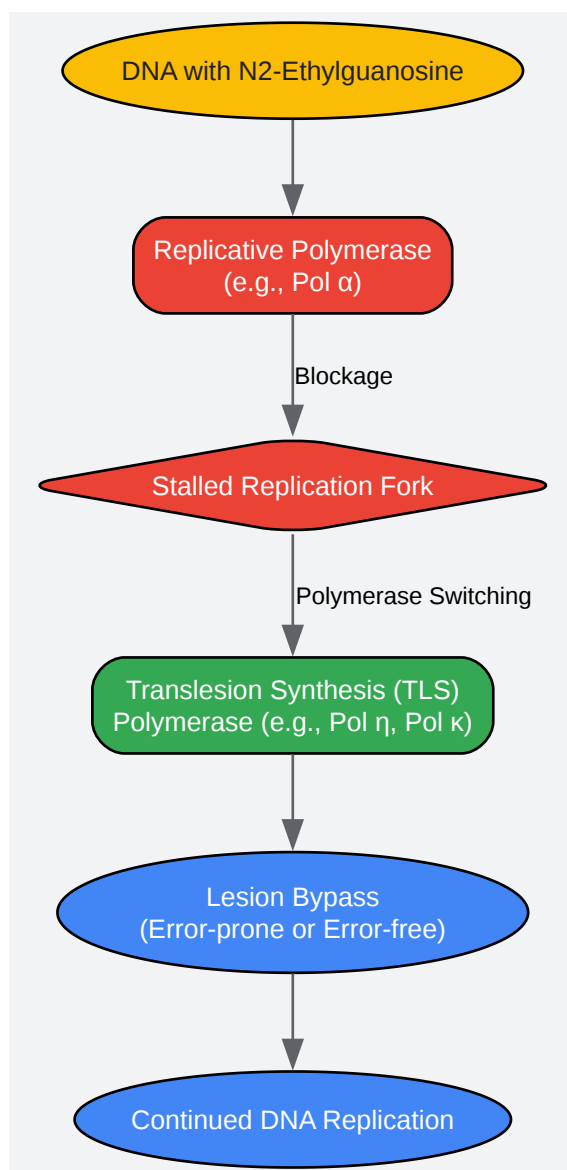 DNA with N2-Ethylguanosine
Replicative Polymerase
(e.g., Pol α)
Blockage
Stalled Replication Fork
Polymerase Switching
Translesion Synthesis (TLS)
Polymerase (e.g., Pol η, Pol κ)
Lesion Bypass
(Error-prone or Error-free)
Continued DNA Replication